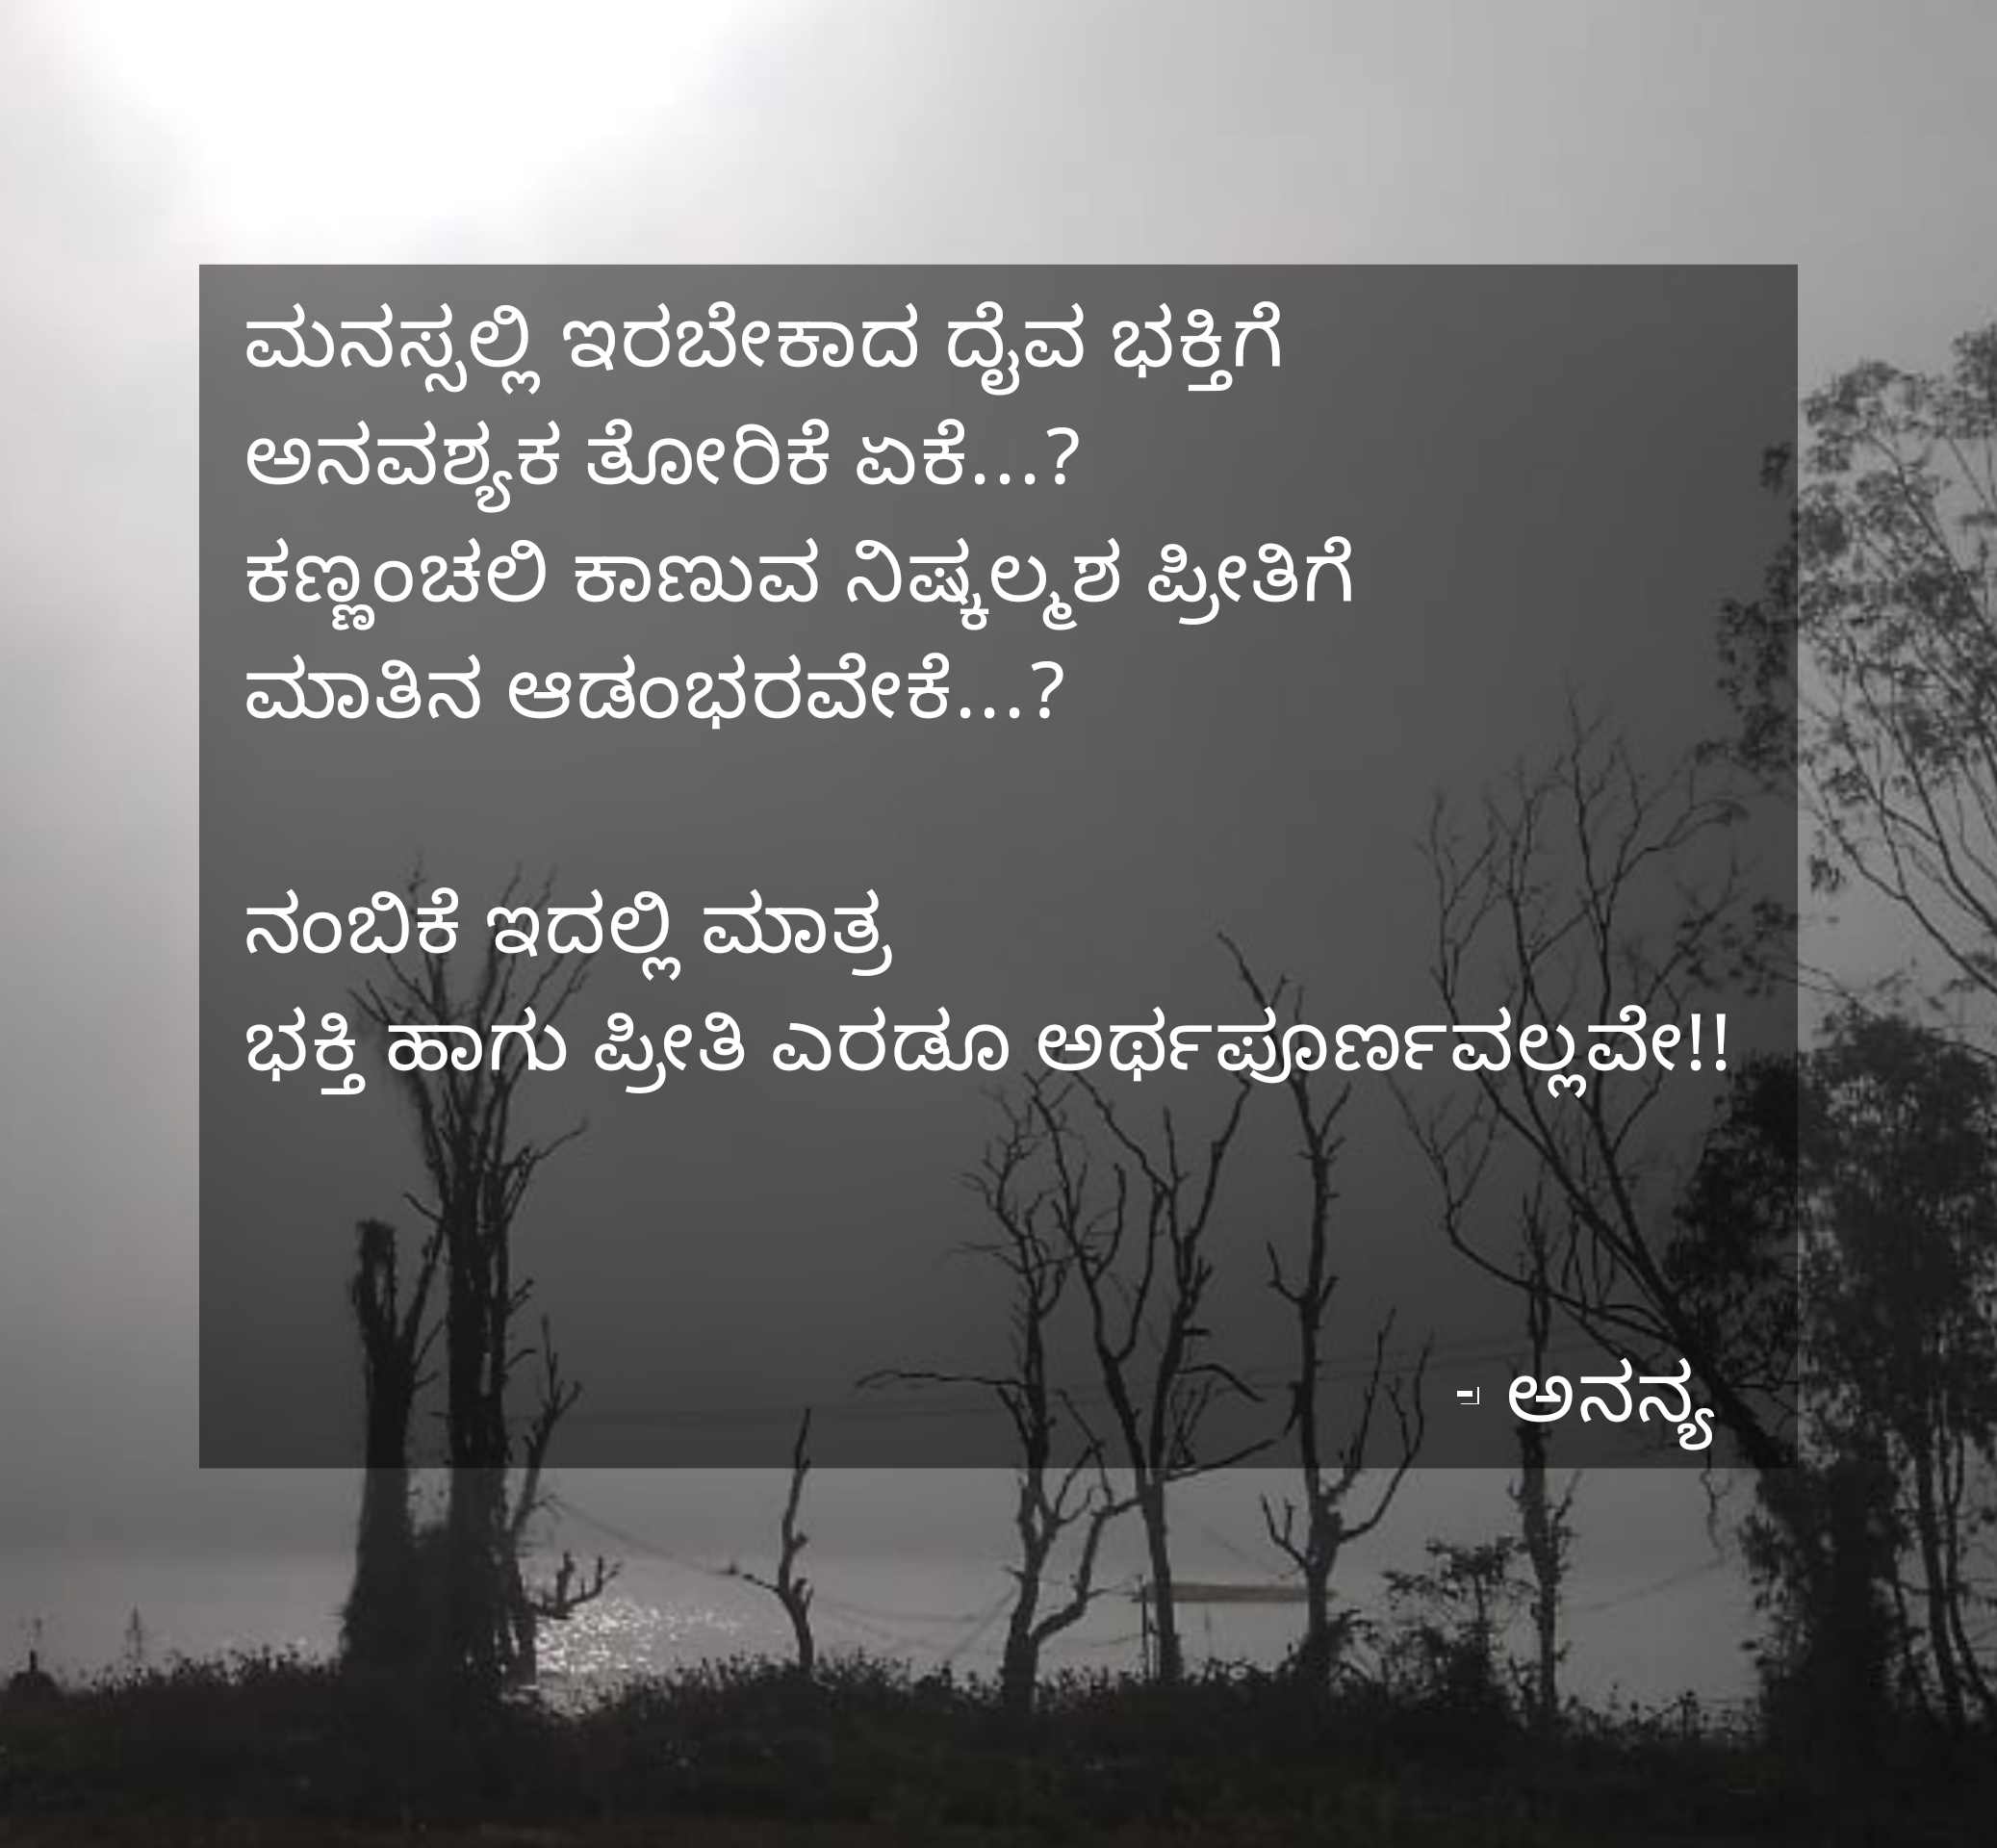 ಮನಸ್ಸಲ್ಲಿ ಇರಬೇಕಾದ ದೈವ ಭಕ್ತಿಗೆ
ಅನವಶ್ಯಕ ತೋರಿಕೆ ಏಕೆ...?
ಕಣ್ಣಂಚಲಿ ಕಾಣುವ ನಿಷ್ಕಲ್ಮಶ ಪ್ರೀತಿಗೆ
ಮಾತಿನ ಆಡಂಭರವೇಕೆ...?
ನಂಬಿಕೆ ಇದಲ್ಲಿ ಮಾತ್ರ
ಭಕ್ತಿ ಹಾಗು ಪ್ರೀತಿ ಎರಡೂ ಅರ್ಥಪೂರ್ಣವಲ್ಲವೇ!!
- ಅನನ್ಯ